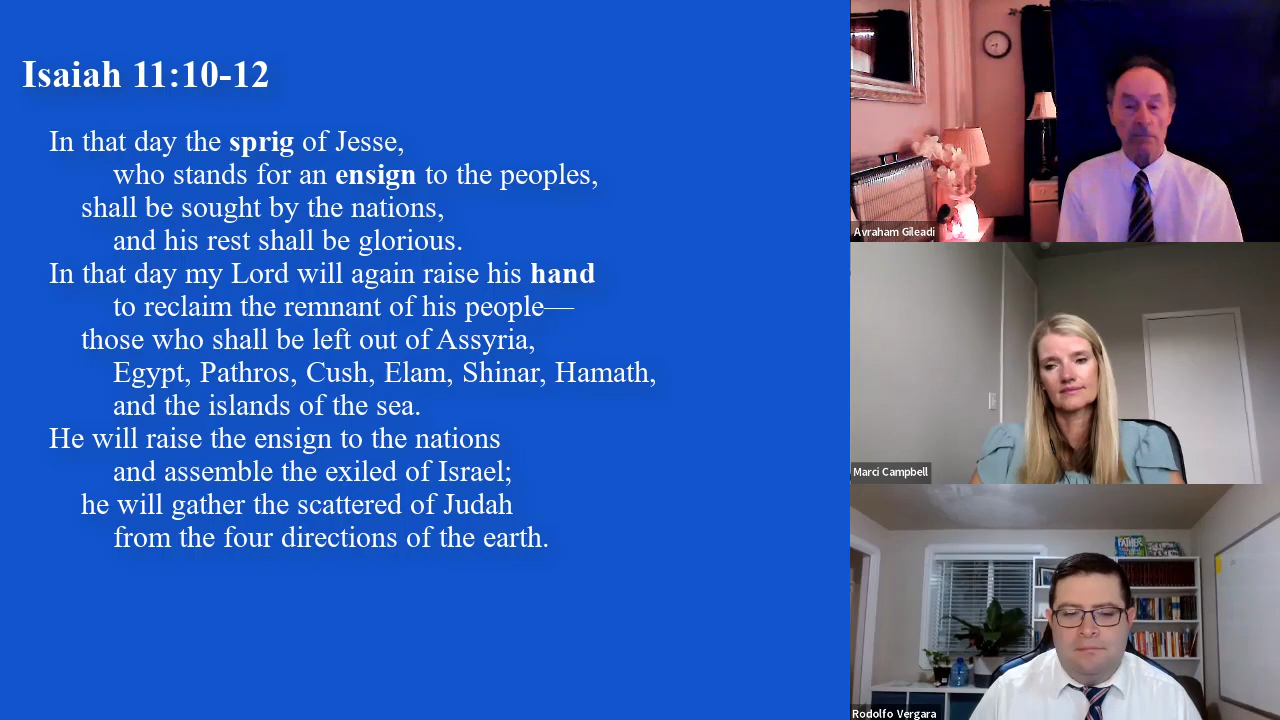 Isaiah 11:10-12
In that day the sprig of Jesse,
who stands for an ensign to the peoples,
shall be sought by the nations,
and his rest shall be glorious.
In that day my Lord will again raise his hand
to reclaim the remnant of his people—
those who shall be left out of Assyria,
Egypt, Pathros, Cush, Elam, Shinar, Hamath,
and the islands of the sea.
He will raise the ensign to the nations
and assemble the exiled of Israel;
he will gather the scattered of Judah
from the four directions of the earth.
Avraham Gileadi
Marci Campbell
FATHER
Rodolfo Vergara